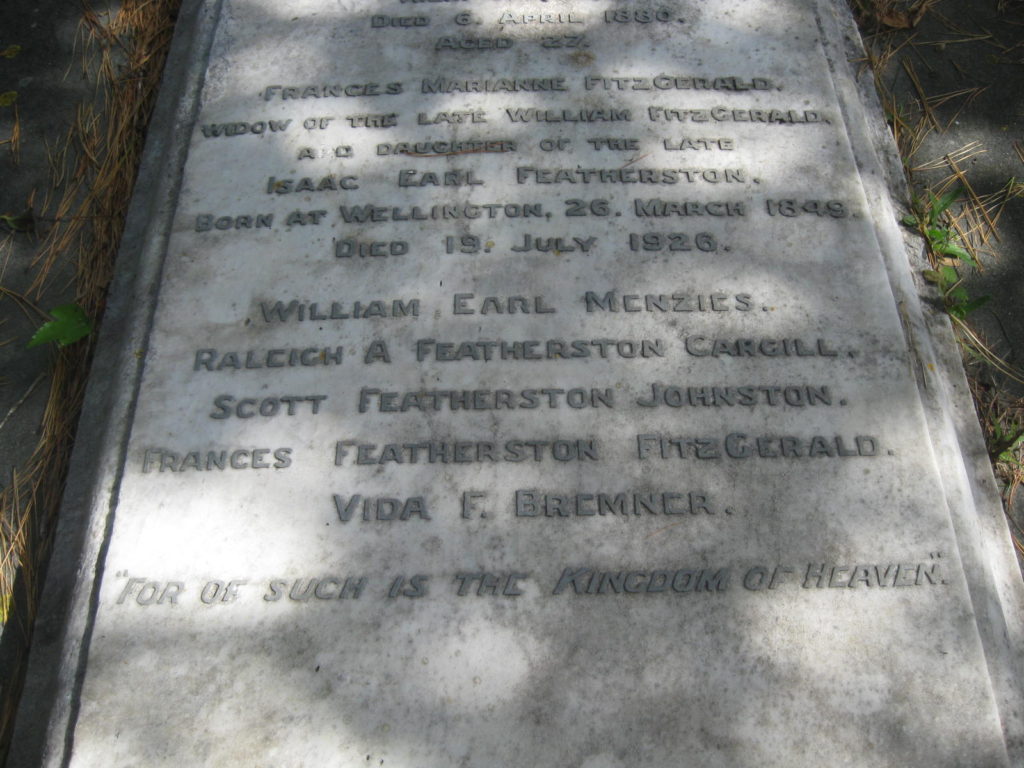 DIED 6. APRIL 1880.
AGED 27.
FRANCES MARIANNE FITZGERALD.
WIDOW OF THE LATE WILLIAM FITZGERALD.
AND DAUGHTER OF THE LATE
ISAAC EARL FEATHERSTON.
BORN AT WELLINGTON, 26. MARCH 1849.
DIED 19. JULY 1926.
WILLIAM EARL MENZIES.
RALEIGH A FEATHERSTON CARGILL.
SCOTT FEATHERSTON JOHNSTON.
FRANCES FEATHERSTON FITZGERALD.
VIDA F. BREMNER.
"FOR OF SUCH IS THE KINGDOM OF HEAVEN".